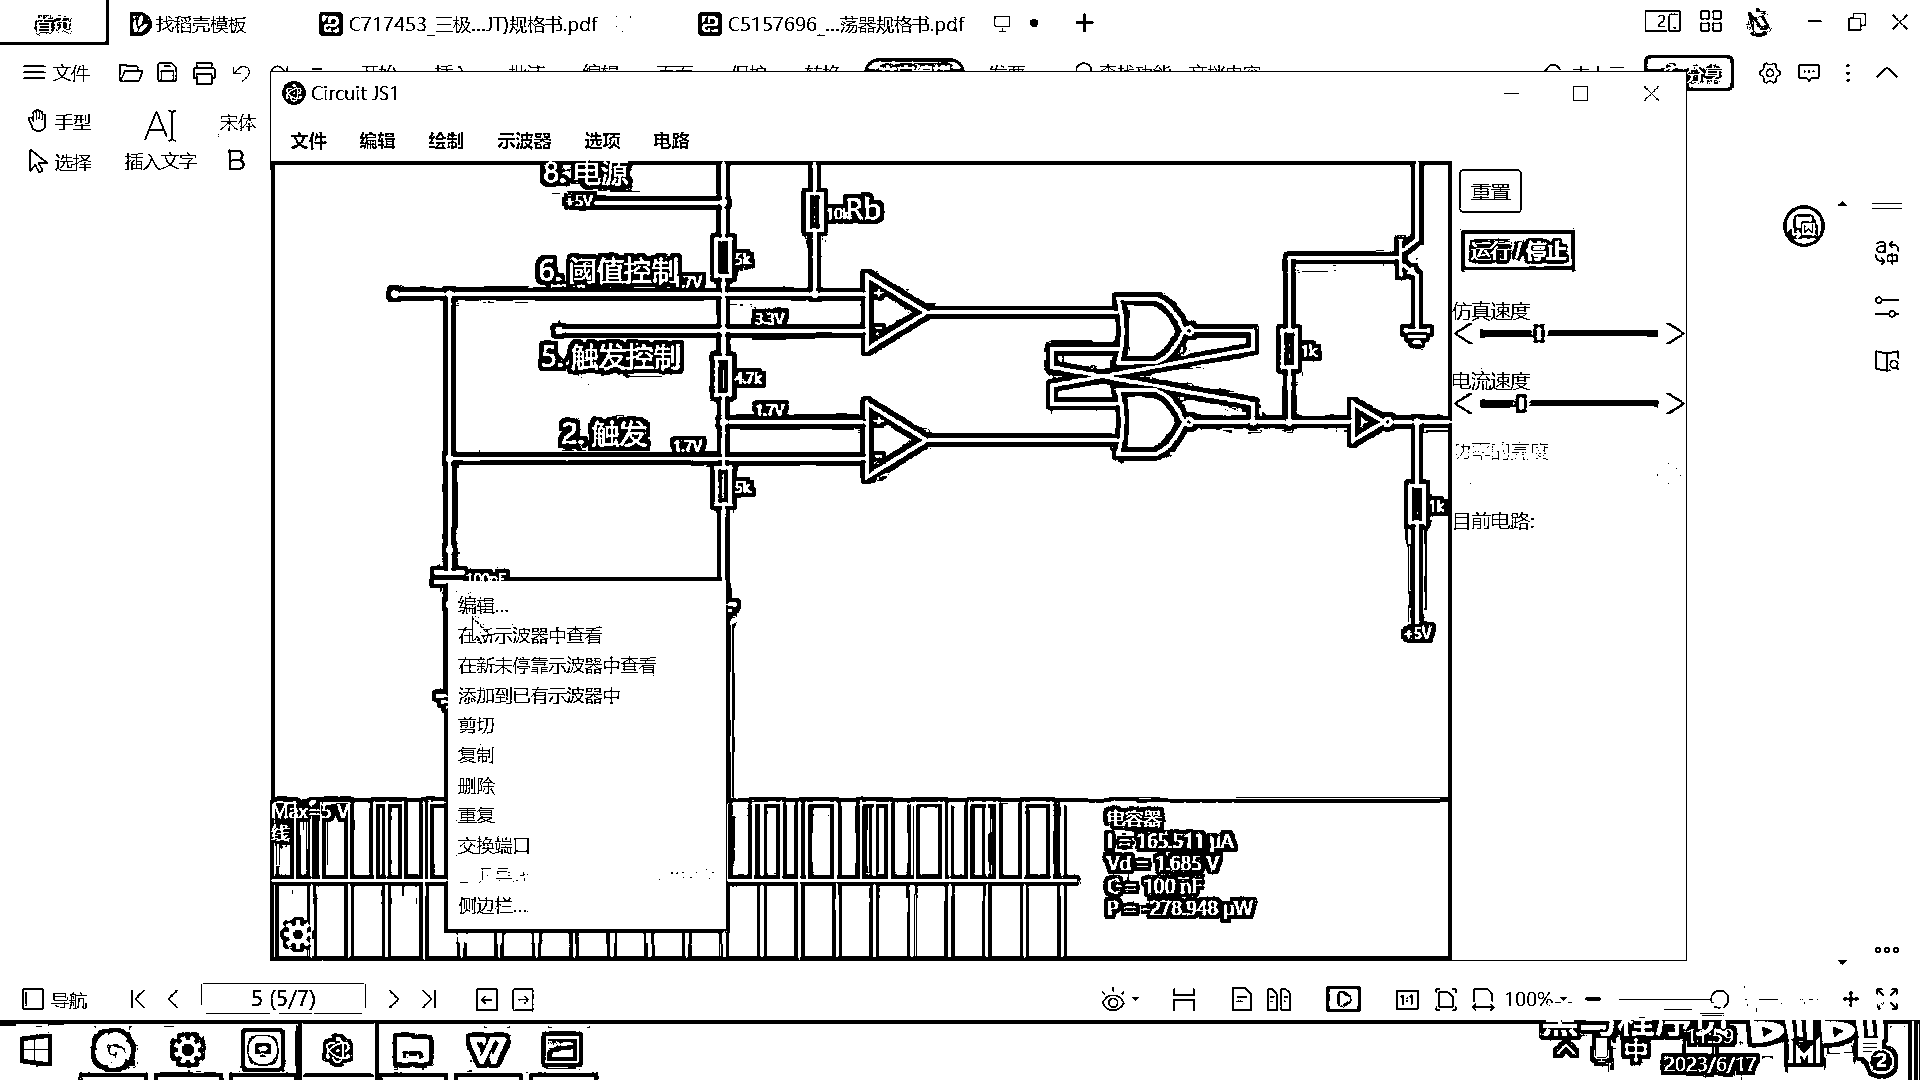 首页
找稻壳模板
C717453_三极...JT)规格书.pdf
C5157696_...荡器规格书.pdf
文件
手型
选择
插入文字
宋体
B
Circuit JS1
文件
编辑
绘制
示波器
选项
电路
8. 电源
+5V
10k
Rb
5k
6. 阈值控制
3.3V
5. 触发控制
4.7k
1.7V
2. 触发
1.7V
5k
1k
1k
+5V
100nF
编辑...
在新示波器中查看
在新未停靠示波器中查看
添加到已有示波器中
剪切
复制
删除
重复
交换端口
侧边栏...
重置
运行/停止
仿真速度
电流速度
功率的亮度
目前电路:
Max=5 V
线
电容器
I = 165.511 μA
Vd = 1.685 V
C = 100 nF
P = -278.948 μW
导航
5 (5/7)
1:1
100%
中
11:59
2023/6/17
2